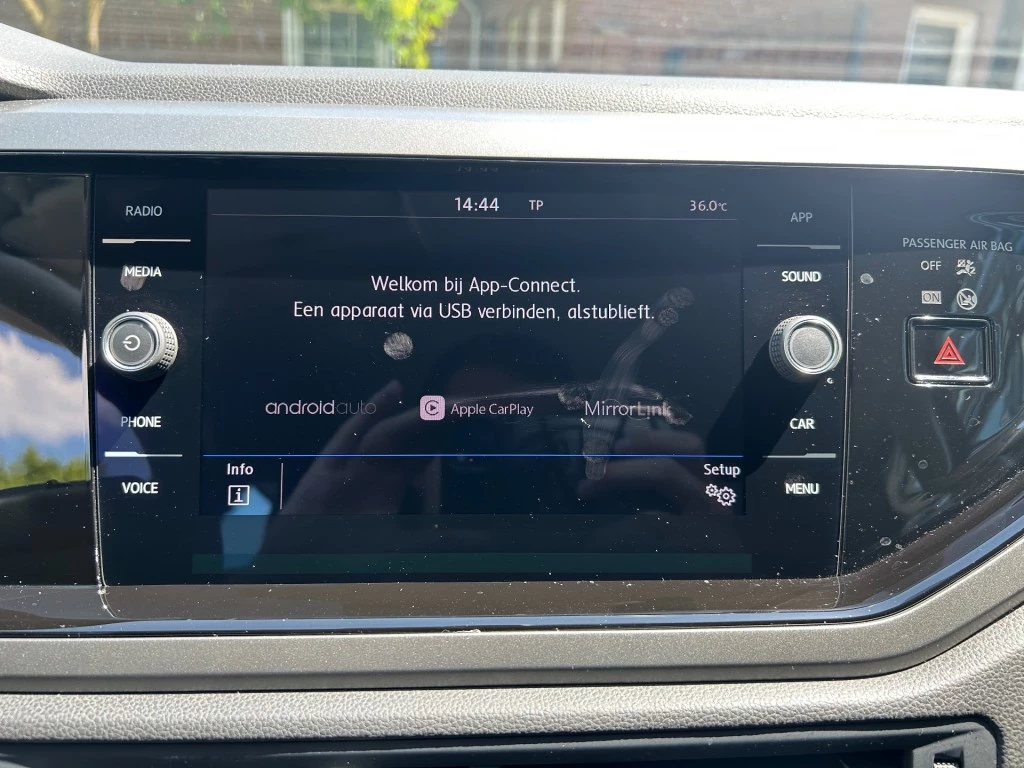 14:44 TP 36.0°C
RADIO
MEDIA
PHONE
VOICE
Welkom bij App-Connect.
Een apparaat via USB verbinden, alstublieft.
androidauto
Apple CarPlay
MirrorLink
Info
i
Setup
APP
SOUND
CAR
MENU
PASSENGER AIR BAG
OFF
ON